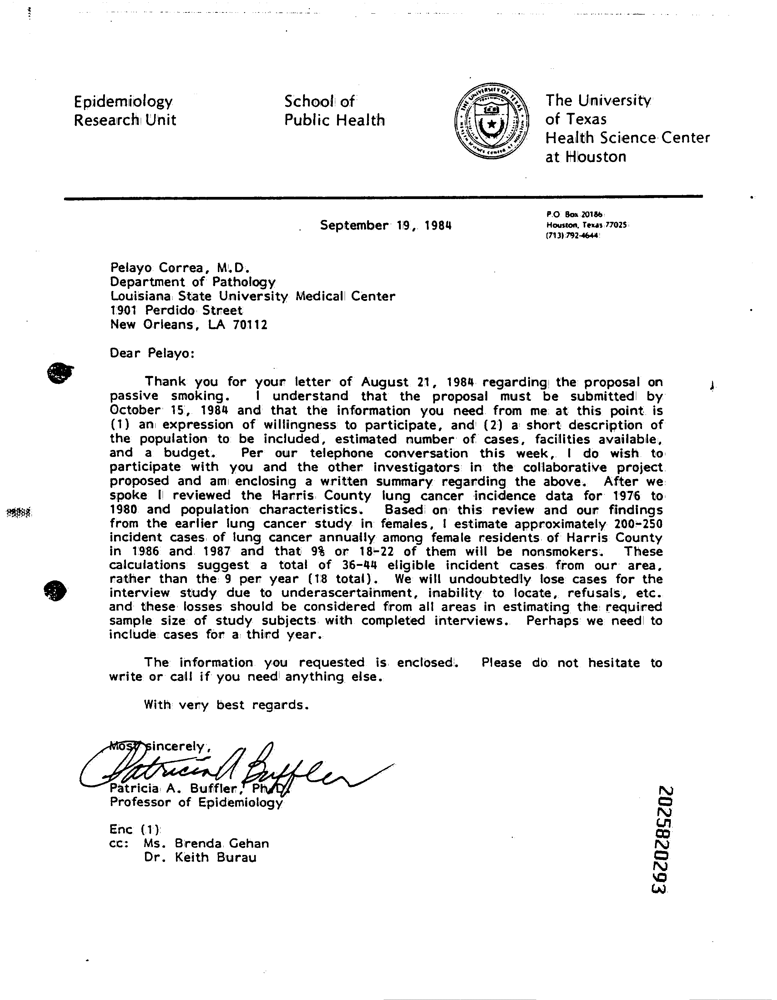 Epidemiology
Research Unit
School of
Public Health
The University
of Texas
Health Science Center
at Houston
P.O Box 20186
Houston, Texas 77025
(713) 792-4644
September 19, 1984
Pelayo Correa, M.D.
Department of Pathology
Louisiana State University Medical Center
1901 Perdido Street
New Orleans, LA 70112
Dear Pelayo:
Thank you for your letter of August 21, 1984 regarding the proposal on
passive smoking. I understand that the proposal must be submitted by
October 15, 1984 and that the information you need from me at this point is
(1) an expression of willingness to participate, and (2) a short description of
the population to be included, estimated number of cases, facilities available,
and a budget. Per our telephone conversation this week, I do wish to
participate with you and the other investigators in the collaborative project
proposed and am enclosing a written summary regarding the above. After we
spoke I reviewed the Harris County lung cancer incidence data for 1976 to
1980 and population characteristics. Based on this review and our findings
from the earlier lung cancer study in females, I estimate approximately 200-250
incident cases of lung cancer annually among female residents of Harris County
in 1986 and 1987 and that 9% or 18-22 of them will be nonsmokers. These
calculations suggest a total of 36-44 eligible incident cases from our area,
rather than the 9 per year (18 total). We will undoubtedly lose cases for the
interview study due to underascertainment, inability to locate, refusals, etc.
and these losses should be considered from all areas in estimating the required
sample size of study subjects with completed interviews. Perhaps we need to
include cases for a third year.
The information you requested is enclosed. Please do not hesitate to
write or call if you need anything else.
With very best regards.
Most sincerely,
Patricia A Buffler
Patricia A. Buffler, Ph.D.
Professor of Epidemiology
Enc (1)
cc: Ms. Brenda Gehan
Dr. Keith Burau
2025820293